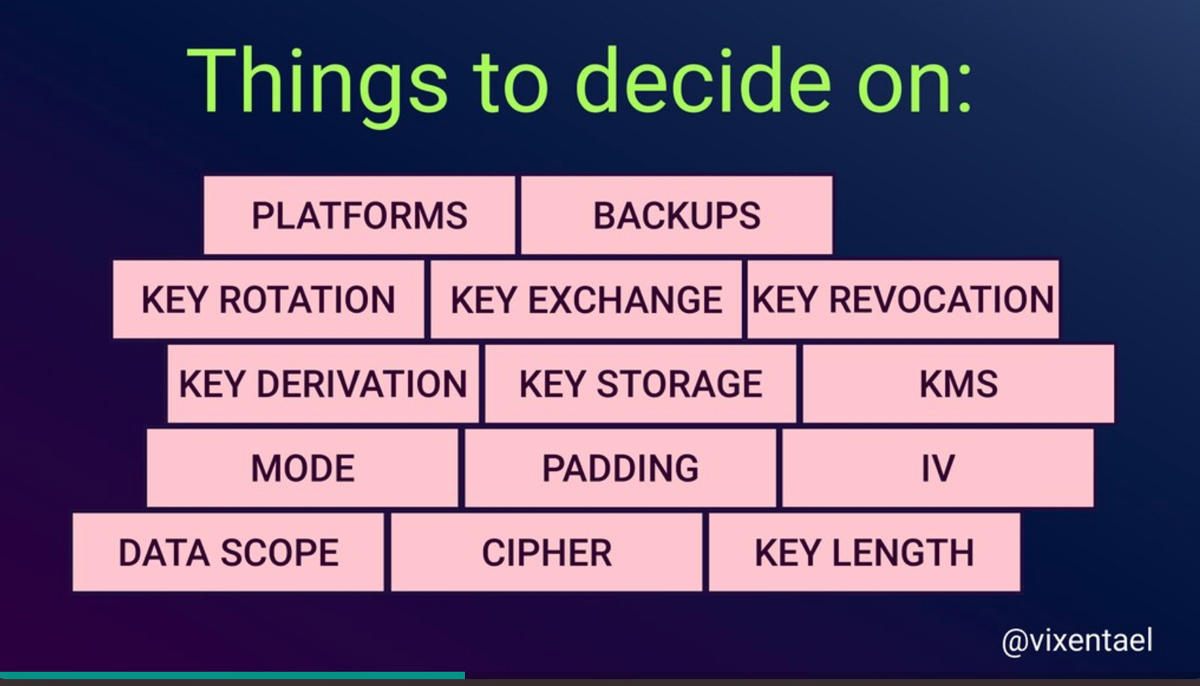 Things to decide on:
PLATFORMS BACKUPS
KEY ROTATION KEY EXCHANGE KEY REVOCATION
KEY DERIVATION KEY STORAGE KMS
MODE PADDING IV
DATA SCOPE CIPHER KEY LENGTH
@vixentael